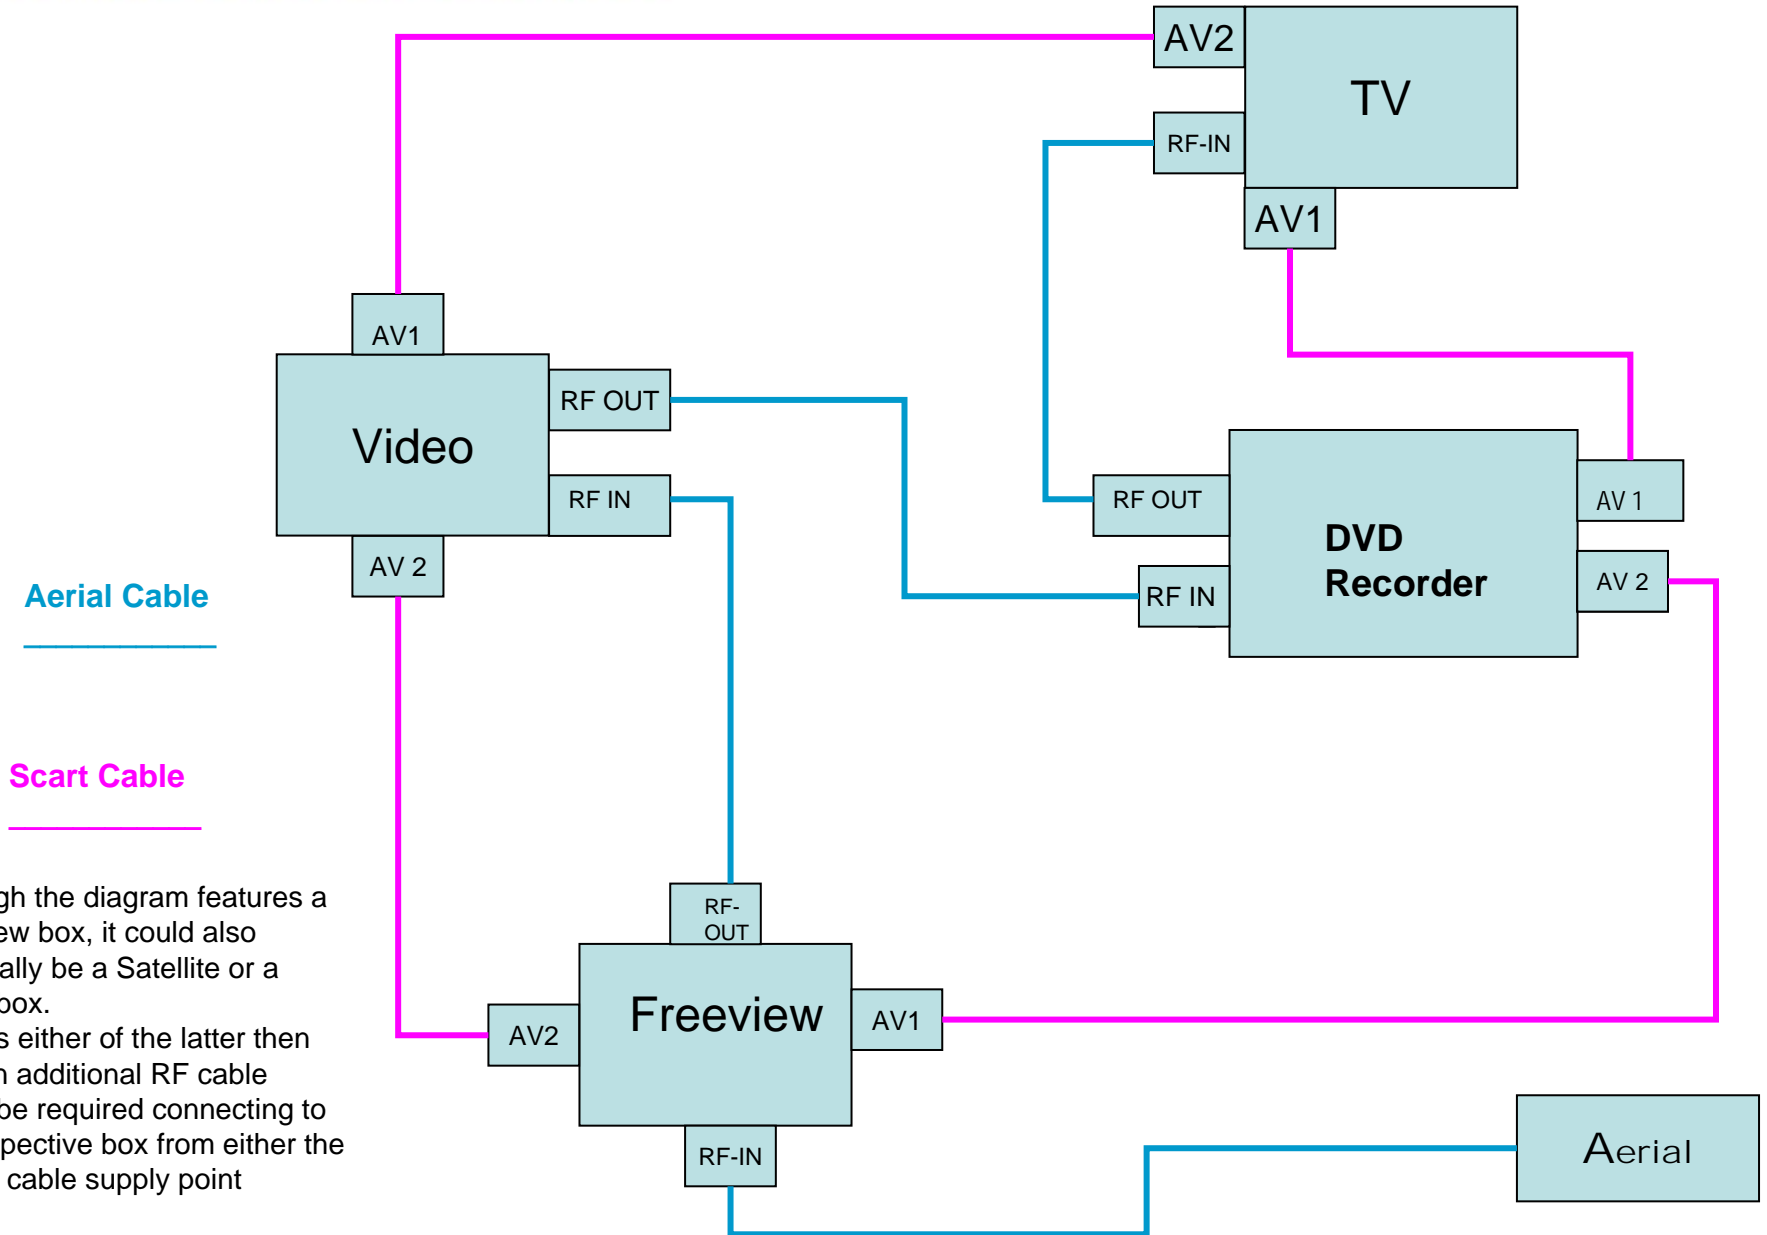 AV2
TV
RF-IN
AV1
AV1
RF OUT
Video
RF IN
AV 2
RF OUT
DVD
Recorder
AV 1
RF IN
AV 2
Aerial Cable
Scart Cable
gh the diagram features a
ew box, it could also
ally be a Satellite or a
box.
s either of the latter then
n additional RF cable
be required connecting to
pective box from either the
cable supply point
RF-
OUT
Freeview
AV2
AV1
RF-IN
Aerial